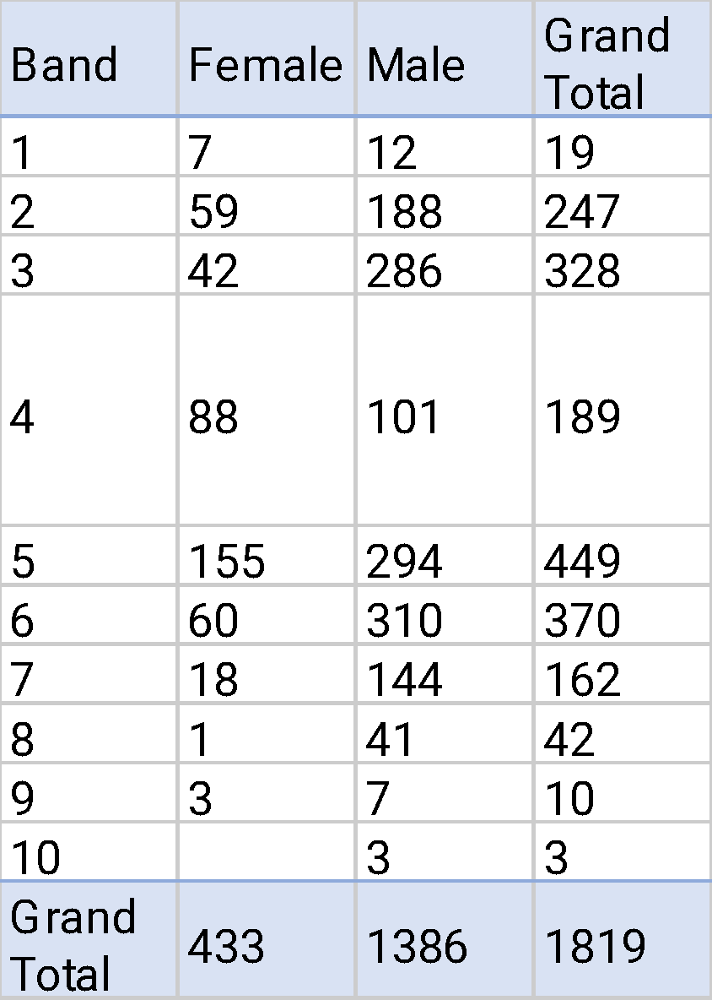 Band Female Male Grand Total
1 7 12 19
2 59 188 247
3 42 286 328
4 88 101 189
5 155 294 449
6 60 310 370
7 18 144 162
8 1 41 42
9 3 7 10
10 3 3
Grand Total 433 1386 1819